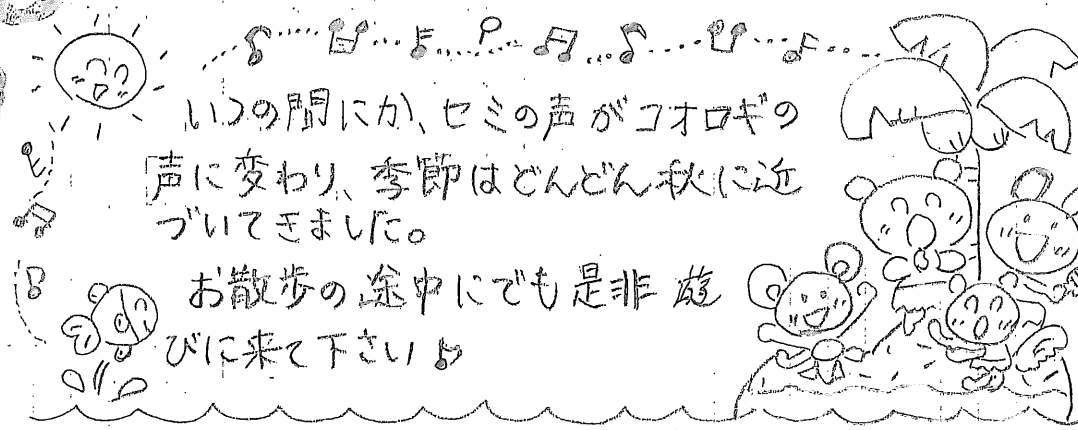 いつの間にか、セミの声がコオロギの
声に変わり、季節はどんどん秋に近
づいてきました。
お散歩の途中にでも是非 遊
びに来て下さい♪